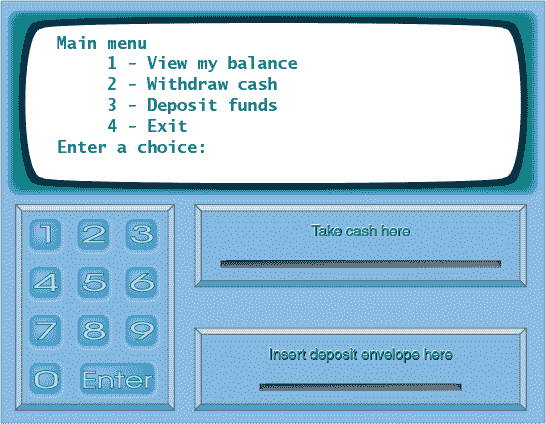 Main menu
1 - View my balance
2 - Withdraw cash
3 - Deposit funds
4 - Exit
Enter a choice:
1 2 3
4 5 6
7 8 9
0 Enter
Take cash here
Insert deposit envelope here